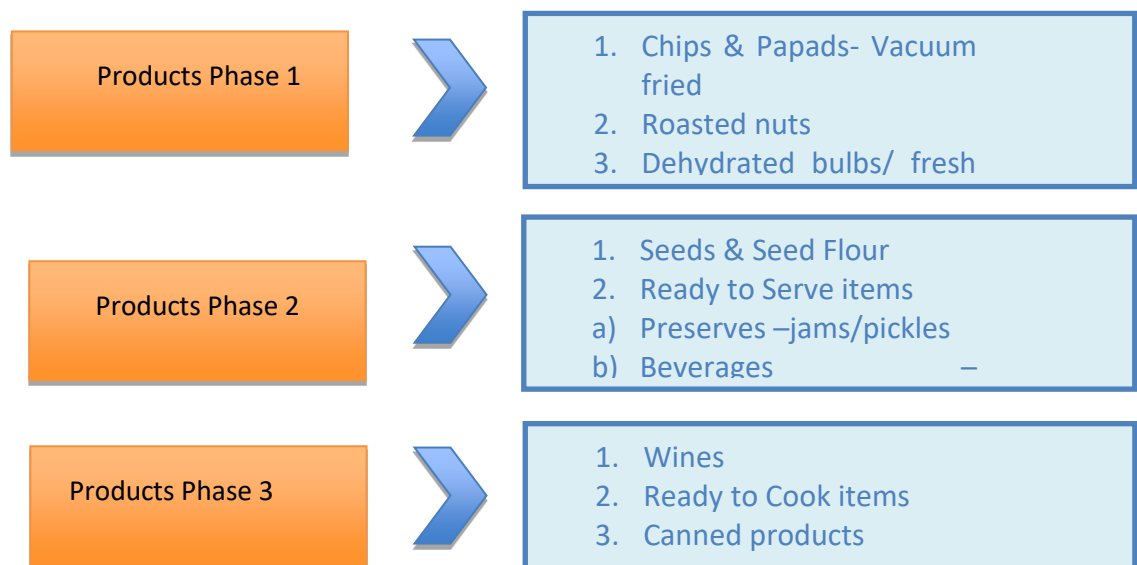 Products Phase 1
1. Chips & Papads- Vacuum
fried
2. Roasted nuts
3. Dehydrated bulbs/ fresh
Products Phase 2
1. Seeds & Seed Flour
2. Ready to Serve items
a) Preserves –jams/pickles
b) Beverages –
Products Phase 3
1. Wines
2. Ready to Cook items
3. Canned products